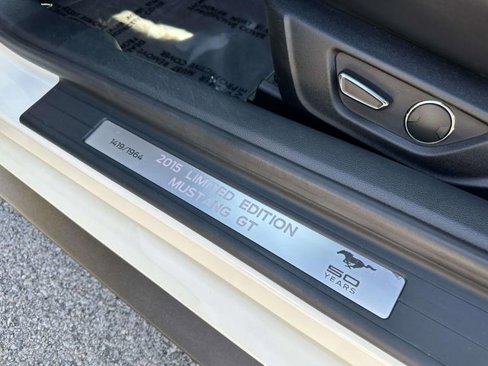 1419/1964
2015 LIMITED EDITION
MUSTANG GT
50
YEARS